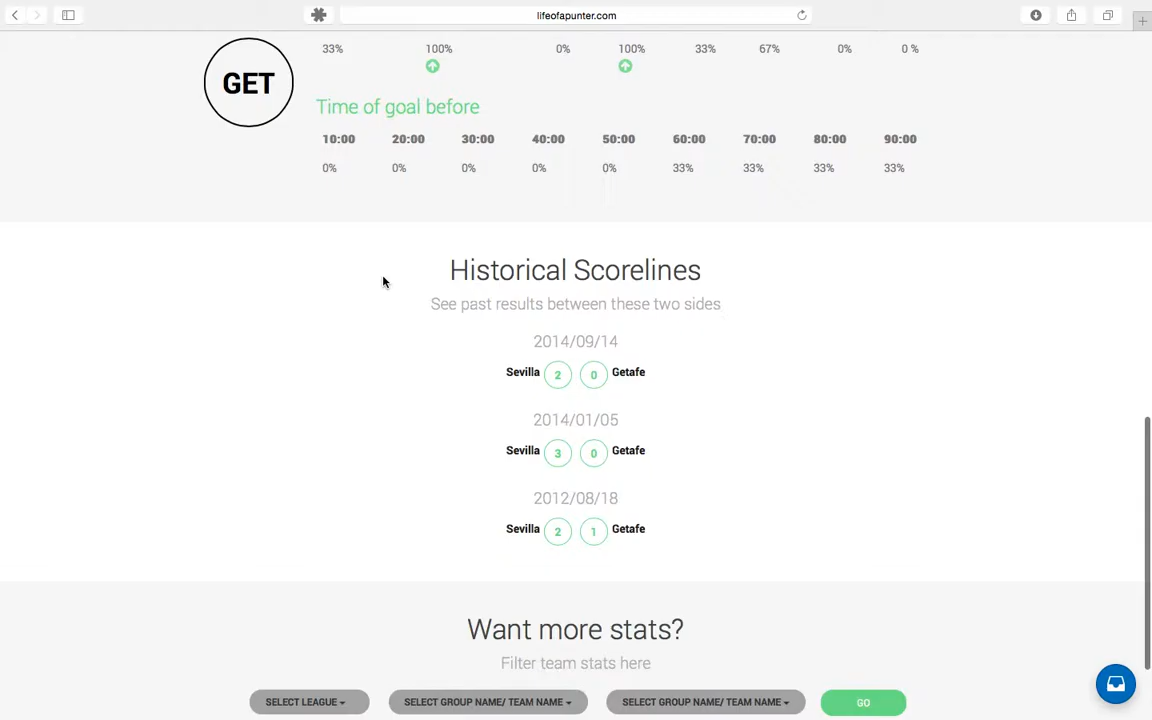 lifeofapunter.com
33% 100% 0% 100% 33% 67% 0% 0 %
GET
Time of goal before
10:00 20:00 30:00 40:00 50:00 60:00 70:00 80:00 90:00
0% 0% 0% 0% 0% 33% 33% 33% 33%
Historical Scorelines
See past results between these two sides
2014/09/14
Sevilla 2 0 Getafe
2014/01/05
Sevilla 3 0 Getafe
2012/08/18
Sevilla 2 1 Getafe
Want more stats?
Filter team stats here
SELECT LEAGUE SELECT GROUP NAME/ TEAM NAME SELECT GROUP NAME/ TEAM NAME GO